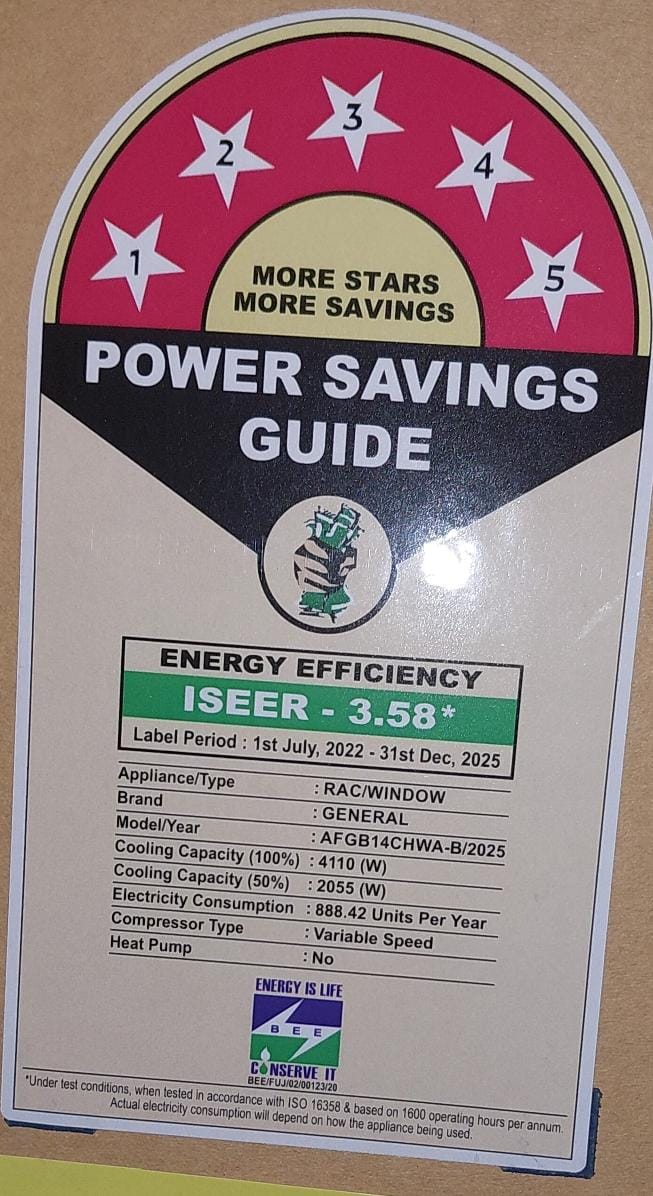 1 2 3 4 5
MORE STARS
MORE SAVINGS
POWER SAVINGS
GUIDE
ENERGY EFFICIENCY
ISEER - 3.58*
Label Period : 1st July, 2022 - 31st Dec, 2025
Appliance/Type : RAC/WINDOW
Brand : GENERAL
Model/Year : AFGB14CHWA-B/2025
Cooling Capacity (100%) : 4110 (W)
Cooling Capacity (50%) : 2055 (W)
Electricity Consumption : 888.42 Units Per Year
Compressor Type : Variable Speed
Heat Pump : No
ENERGY IS LIFE
BEE
CONSERVE IT
BEE/FUJ/02/00123/20
*Under test conditions, when tested in accordance with ISO 16358 & based on 1600 operating hours per annum.
Actual electricity consumption will depend on how the appliance being used.